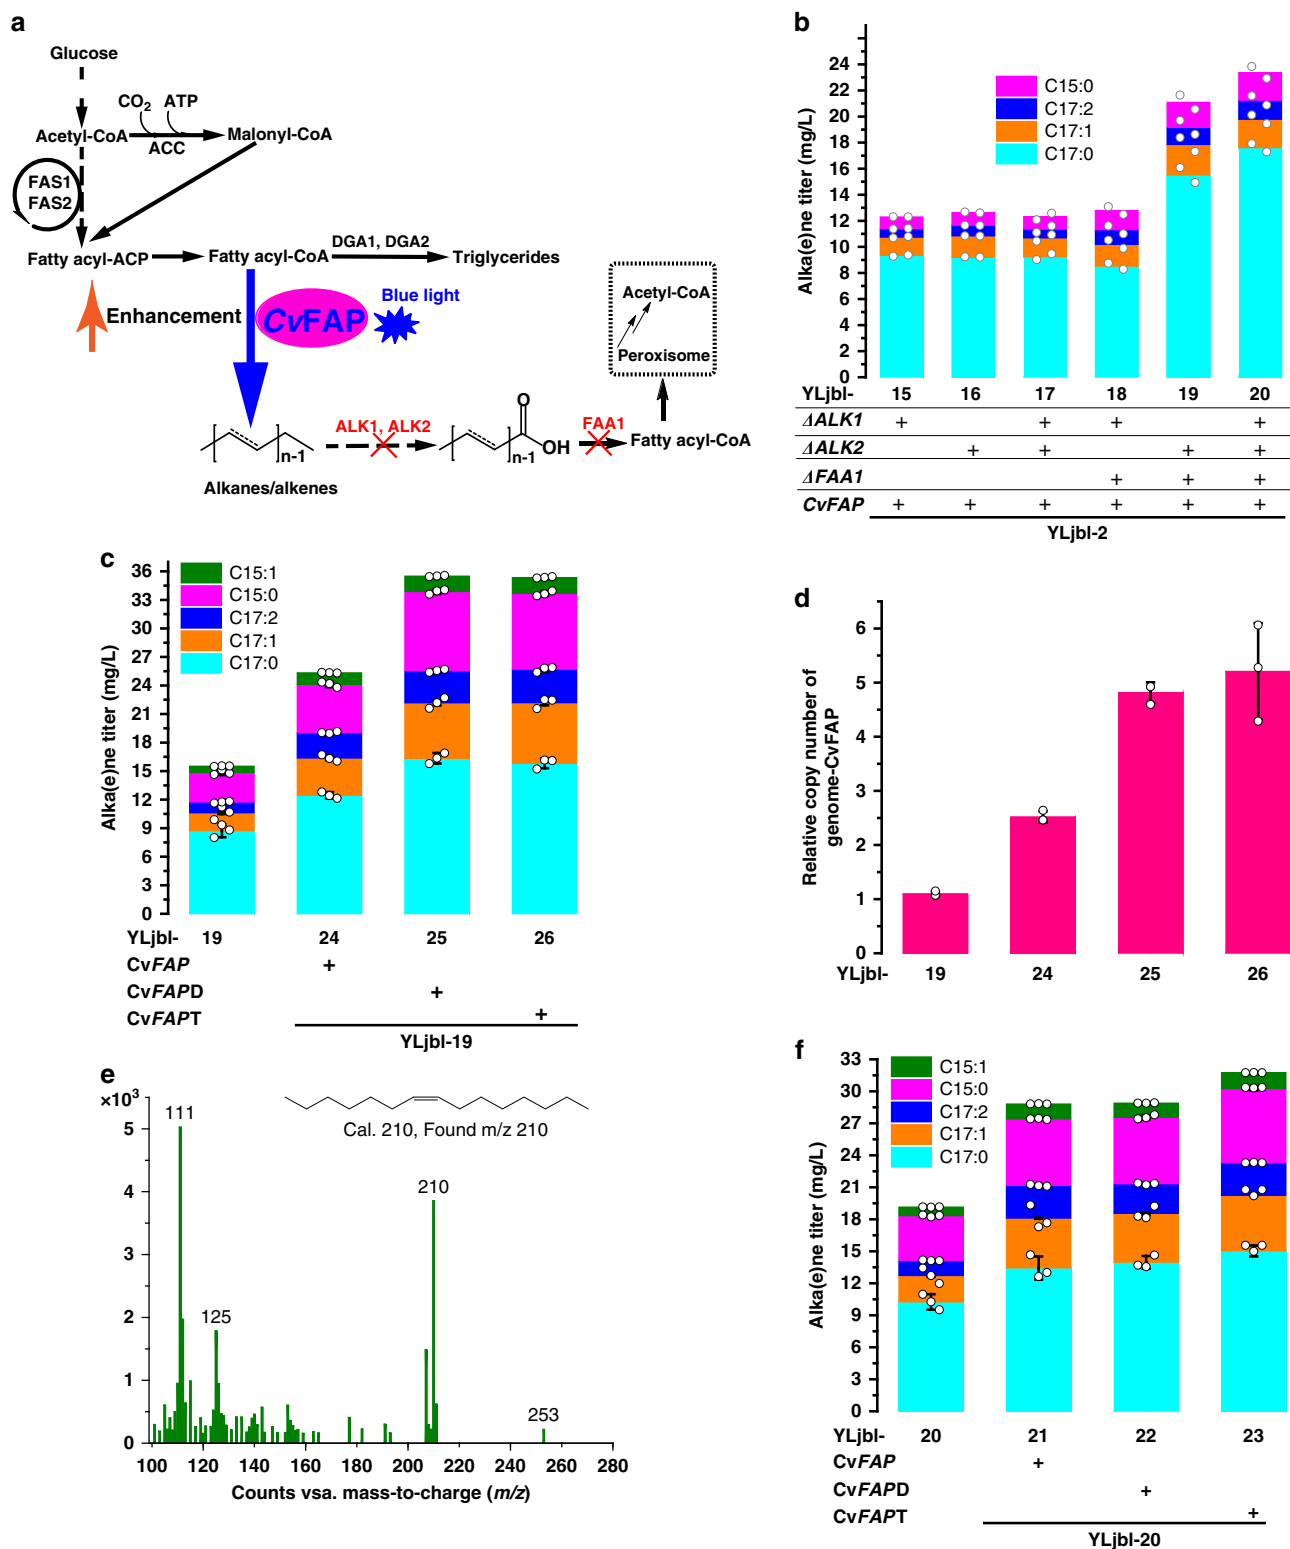 a
Glucose
CO2 ATP
Acetyl-CoA
Malonyl-CoA
ACC
FAS1
FAS2
Fatty acyl-ACP
Fatty acyl-CoA
DGA1, DGA2
Triglycerides
Enhancement
CvFAP
Blue light
Acetyl-CoA
Peroxisome
ALK1, ALK2
O
OH
FAA1
Fatty acyl-CoA
n-1
n-1
Alkanes/alkenes
b
Alka(e)ne titer (mg/L)
24
22
20
18
16
14
12
10
8
6
4
2
0
C15:0
C17:2
C17:1
C17:0
YLjbl- 15 16 17 18 19 20
ΔALK1 + + + +
ΔALK2 + + + +
ΔFAA1 + + +
CvFAP + + + + + +
YLjbl-2
c
Alka(e)ne titer (mg/L)
36
33
30
27
24
21
18
15
12
9
6
3
0
C15:1
C15:0
C17:2
C17:1
C17:0
YLjbl- 19 24 25 26
CvFAP +
CvFAPD +
CvFAPT +
YLjbl-19
d
Relative copy number of
genome-CvFAP
6
5
4
3
2
1
0
YLjbl- 19 24 25 26
e
×10³
5
4
3
2
1
0
111
125
210
253
Cal. 210, Found m/z 210
100 120 140 160 180 200 220 240 260 280
Counts vsa. mass-to-charge (m/z)
f
Alka(e)ne titer (mg/L)
33
30
27
24
21
18
15
12
9
6
3
0
C15:1
C15:0
C17:2
C17:1
C17:0
YLjbl- 20 21 22 23
CvFAP +
CvFAPD +
CvFAPT +
YLjbl-20